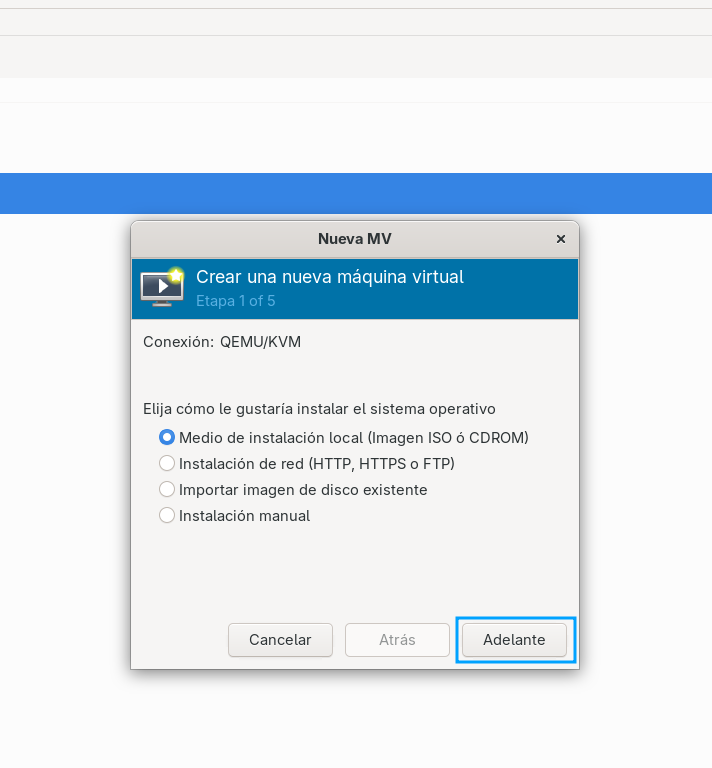 Nueva MV
Crear una nueva máquina virtual
Etapa 1 of 5
Conexión: QEMU/KVM
Elija cómo le gustaría instalar el sistema operativo
Medio de instalación local (Imagen ISO ó CDROM)
Instalación de red (HTTP, HTTPS o FTP)
Importar imagen de disco existente
Instalación manual
Cancelar Atrás Adelante